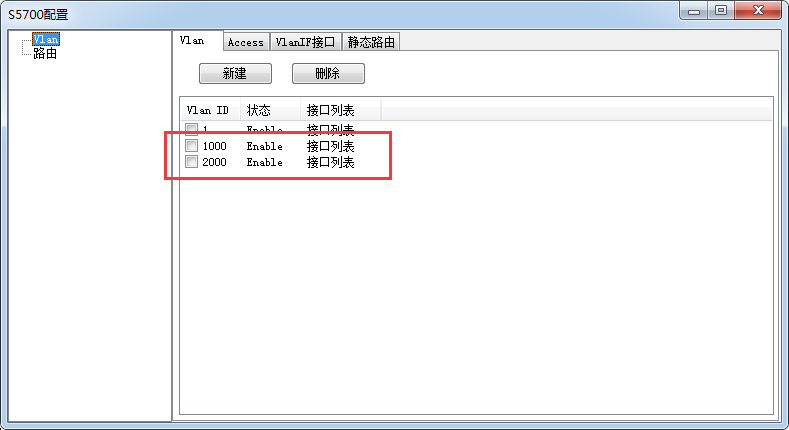 S5700配置
Vlan
路由
Vlan Access VlanIF接口 静态路由
新建 删除
Vlan ID 状态 接口列表
1 Enable 接口列表
1000 Enable 接口列表
2000 Enable 接口列表